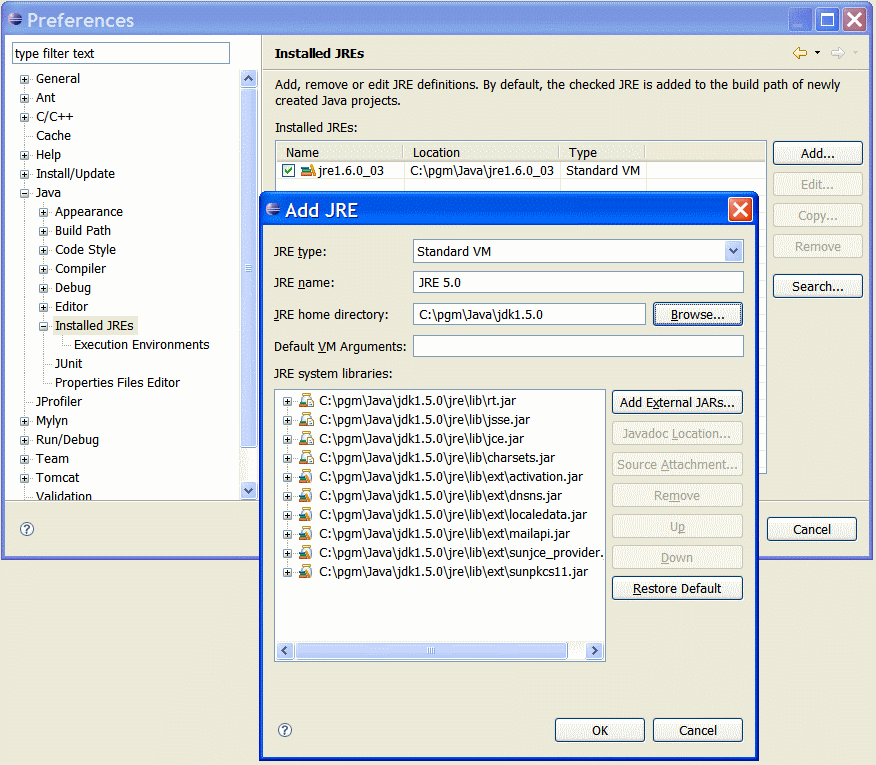 Preferences
type filter text
General
Ant
C/C++
Cache
Help
Install/Update
Java
Appearance
Build Path
Code Style
Compiler
Debug
Editor
Installed JREs
Execution Environments
JUnit
Properties Files Editor
JProfiler
Mylyn
Run/Debug
Team
Tomcat
Validation
Installed JREs
Add, remove or edit JRE definitions. By default, the checked JRE is added to the build path of newly
created Java projects.
Installed JREs:
Name Location Type
jre1.6.0_03 C:\pgm\Java\jre1.6.0_03 Standard VM
Add...
Edit...
Copy...
Remove
Search...
Cancel
Add JRE
JRE type: Standard VM
JRE name: JRE 5.0
JRE home directory: C:\pgm\Java\jdk1.5.0 Browse...
Default VM Arguments:
JRE system libraries:
C:\pgm\Java\jdk1.5.0\jre\lib\rt.jar
C:\pgm\Java\jdk1.5.0\jre\lib\jsse.jar
C:\pgm\Java\jdk1.5.0\jre\lib\jce.jar
C:\pgm\Java\jdk1.5.0\jre\lib\charsets.jar
C:\pgm\Java\jdk1.5.0\jre\lib\ext\activation.jar
C:\pgm\Java\jdk1.5.0\jre\lib\ext\dnsns.jar
C:\pgm\Java\jdk1.5.0\jre\lib\ext\localedata.jar
C:\pgm\Java\jdk1.5.0\jre\lib\ext\mailapi.jar
C:\pgm\Java\jdk1.5.0\jre\lib\ext\sunjce_provider.
C:\pgm\Java\jdk1.5.0\jre\lib\ext\sunpkcs11.jar
Add External JARs...
Javadoc Location...
Source Attachment...
Remove
Up
Down
Restore Default
OK Cancel